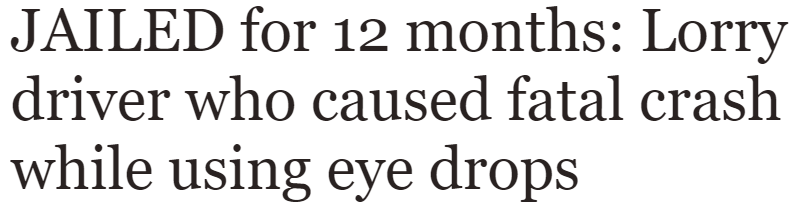 JAILED for 12 months: Lorry
driver who caused fatal crash
while using eye drops